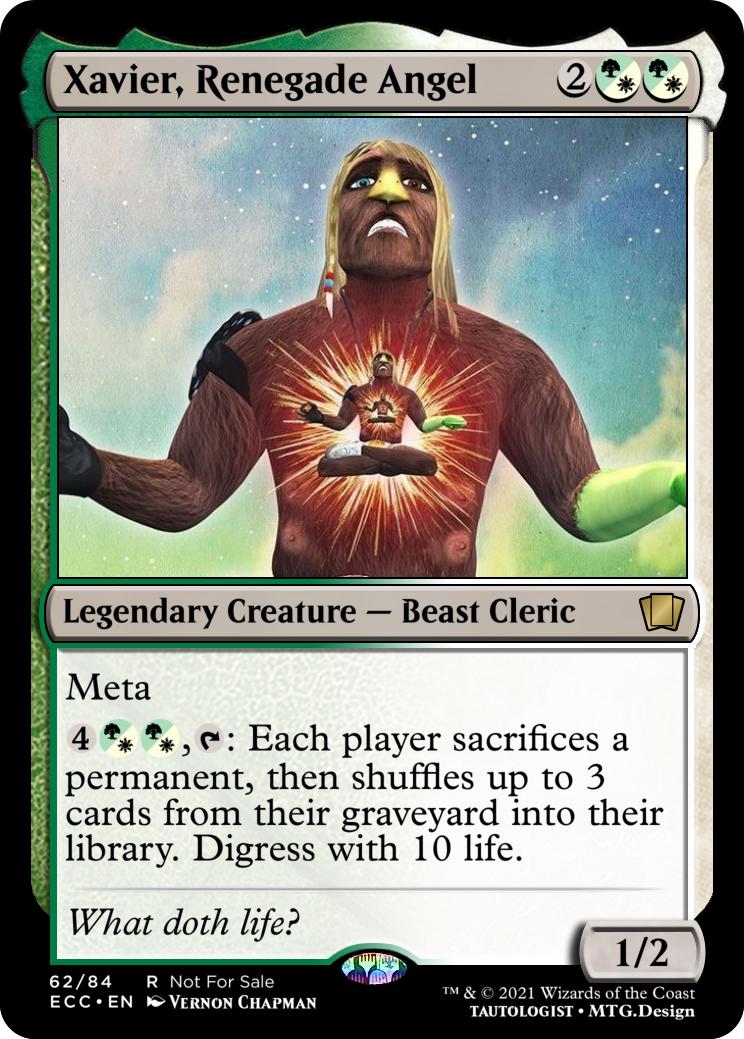 Xavier, Renegade Angel 2
Legendary Creature — Beast Cleric
Meta
4 , : Each player sacrifices a
permanent, then shuffles up to 3
cards from their graveyard into their
library. Digress with 10 life.
What doth life?
1/2
62/84 R Not For Sale
ECC • EN Vernon Chapman
™ & © 2021 Wizards of the Coast
TAUTOLOGIST • MTG.Design